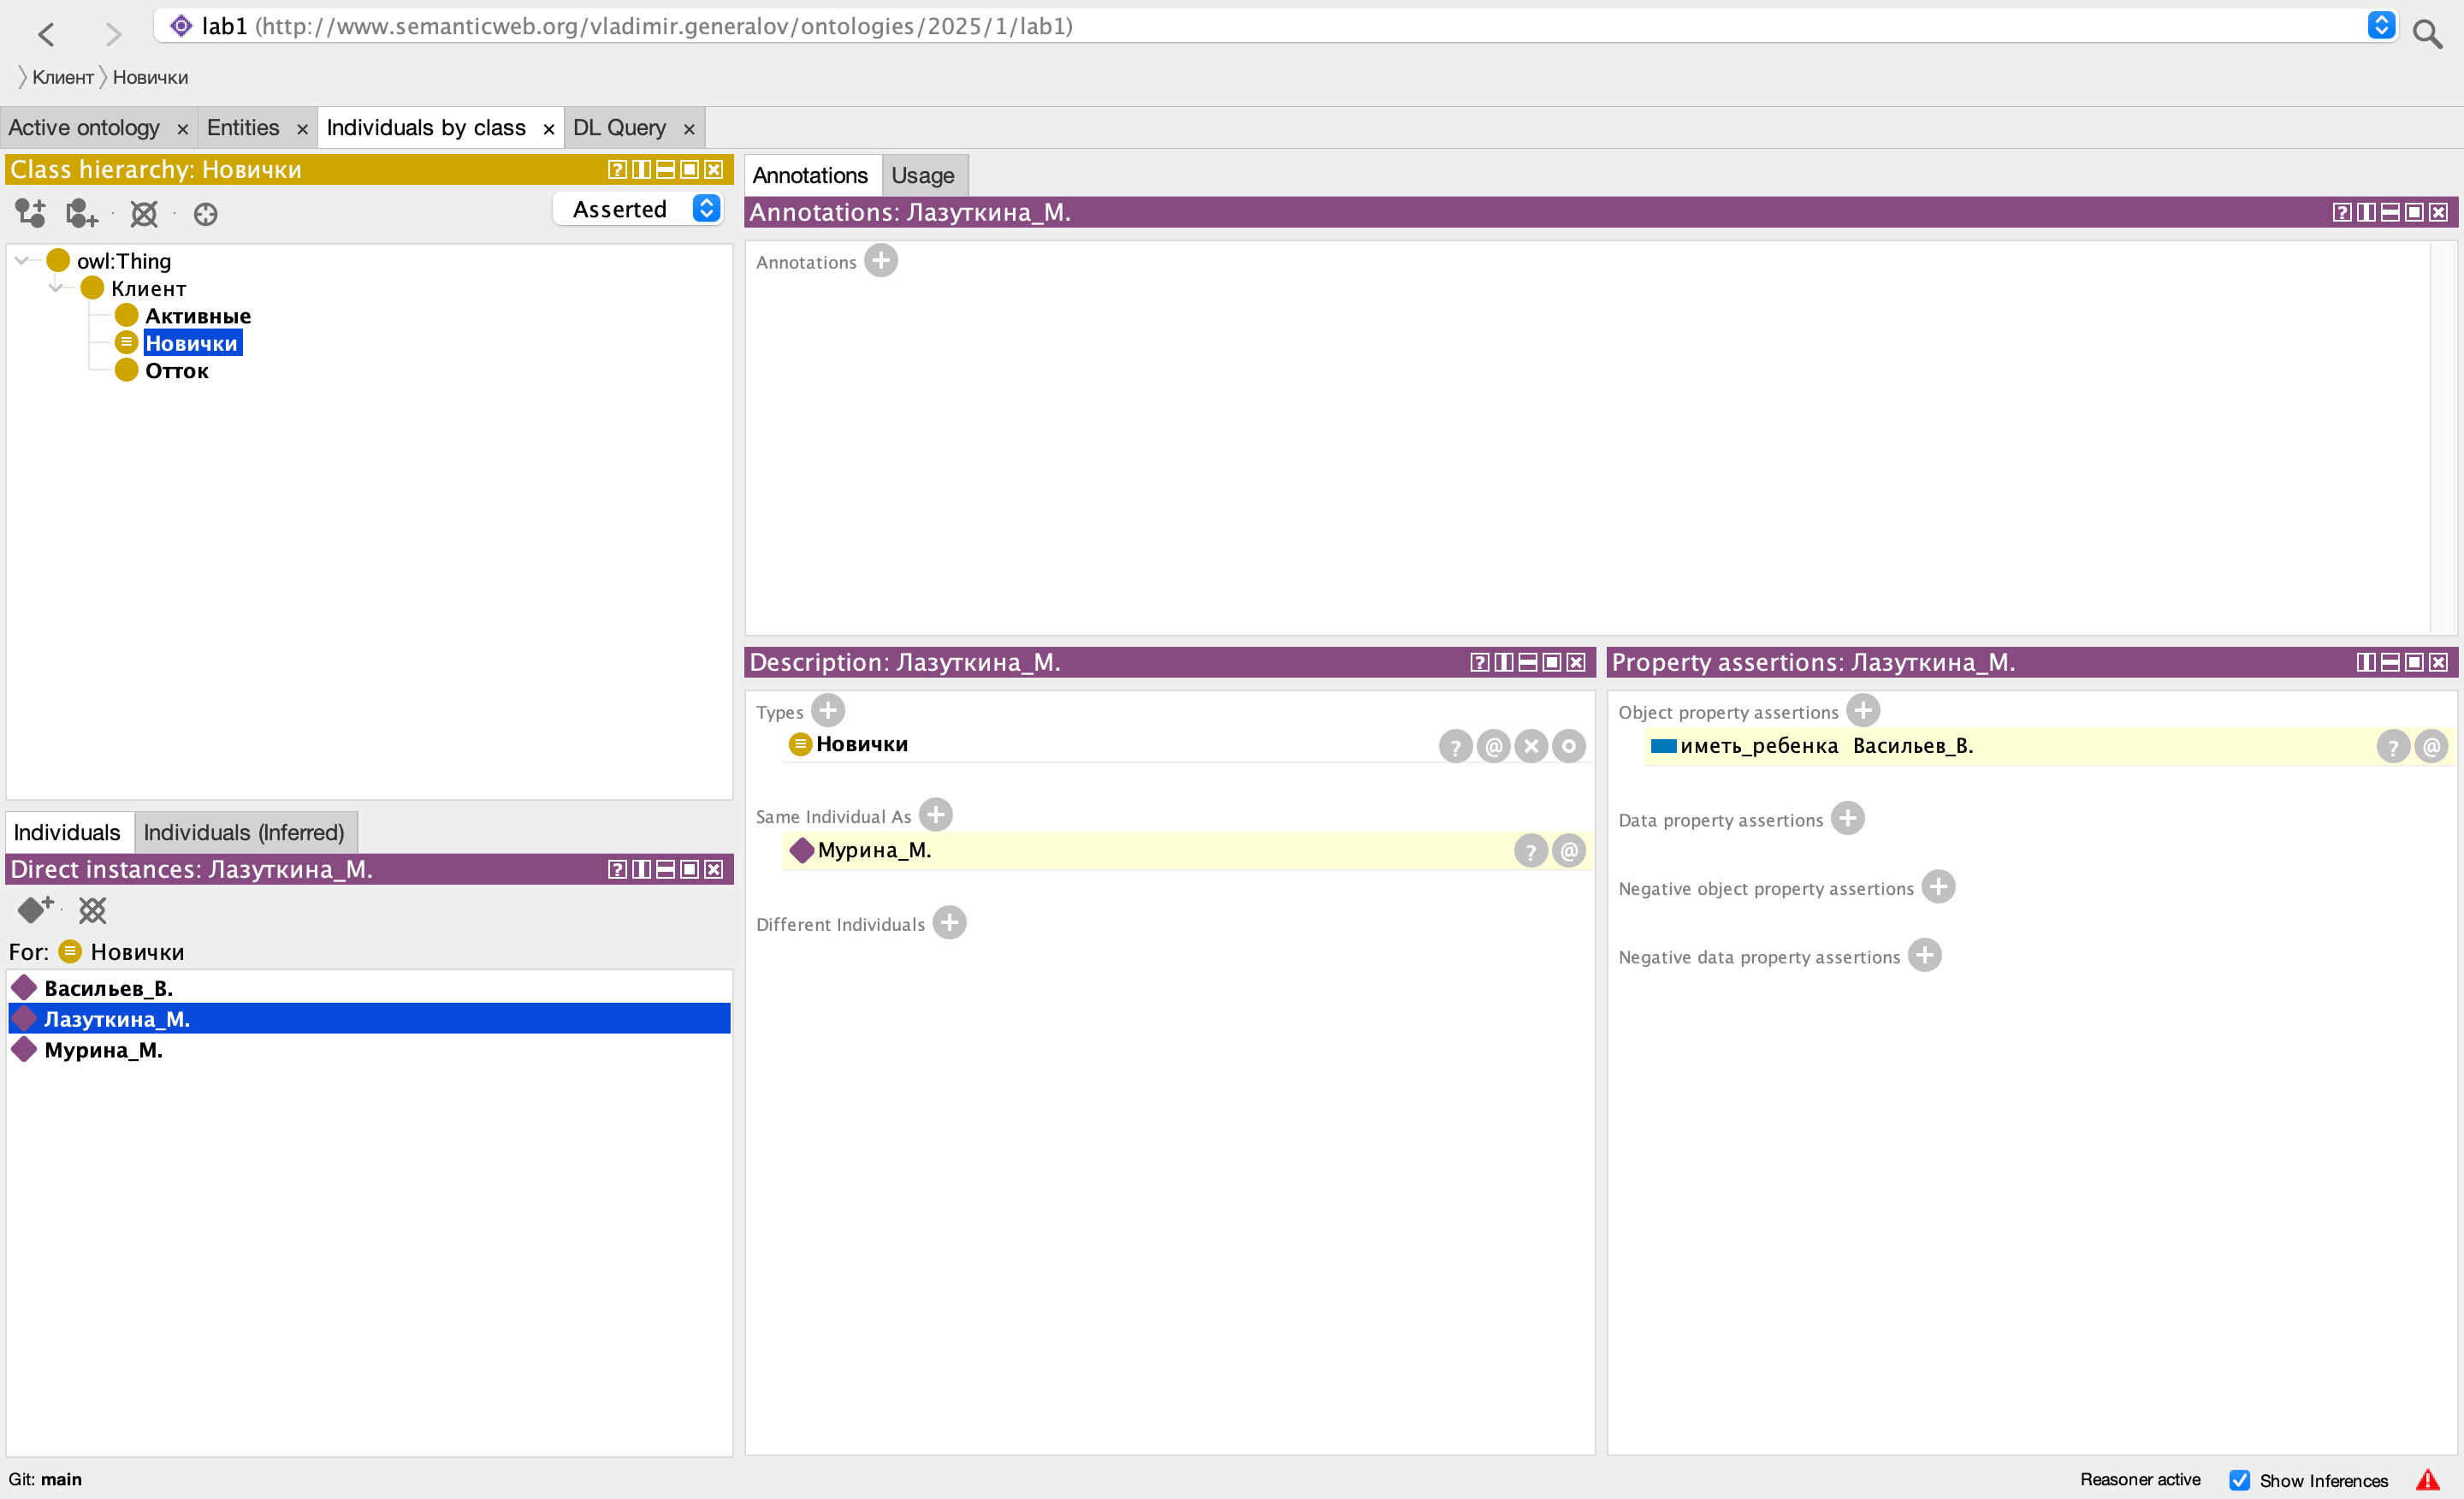 lab1 (http://www.semanticweb.org/vladimir.generalov/ontologies/2025/1/lab1)
Клиент Новички
Active ontology × Entities × Individuals by class × DL Query ×
Class hierarchy: Новички
Asserted
owl:Thing
Клиент
Активные
Новички
Отток
Annotations Usage
Annotations: Лазуткина_М.
Annotations
Individuals Individuals (Inferred)
Direct instances: Лазуткина_М.
For: Новички
Васильев_В.
Лазуткина_М.
Мурина_М.
Description: Лазуткина_М.
Types
Новички
Same Individual As
Мурина_М.
Different Individuals
Property assertions: Лазуткина_М.
Object property assertions
иметь_ребенка Васильев_В.
Data property assertions
Negative object property assertions
Negative data property assertions
Git: main
Reasoner active Show Inferences